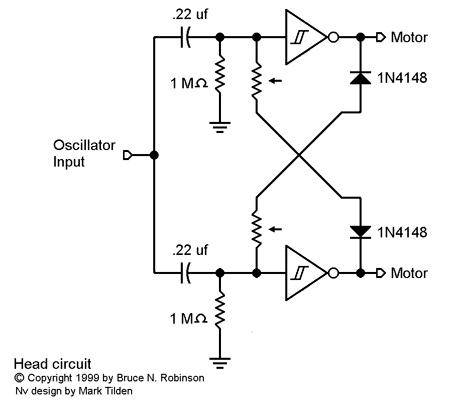 .22 uf
Motor
1 MΩ
1N4148
Oscillator
Input
.22 uf
1N4148
Motor
1 MΩ
Head circuit
© Copyright 1999 by Bruce N. Robinson
Nv design by Mark Tilden